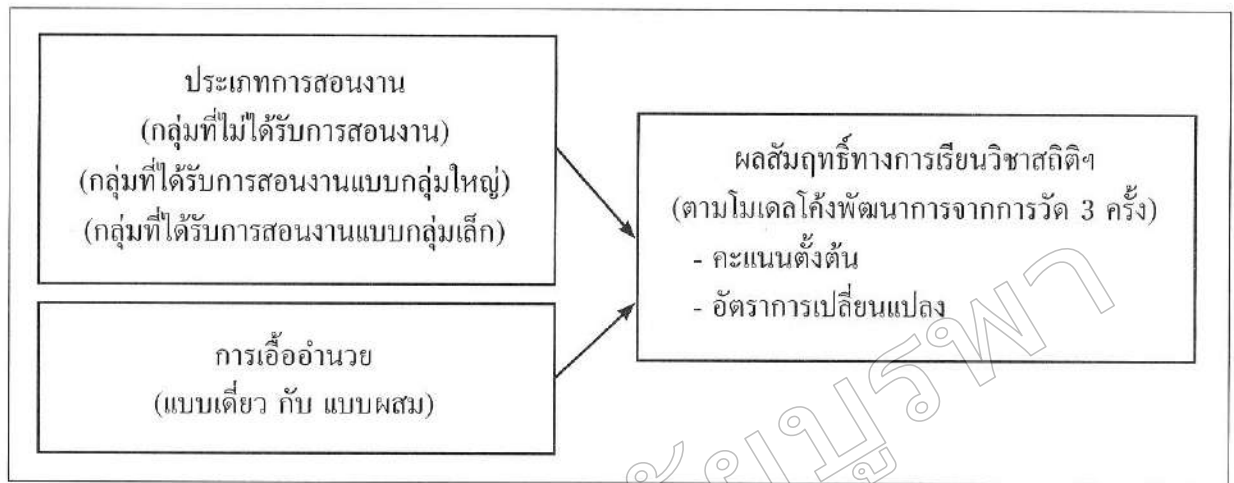 ประเภทการสอนงาน
(กลุ่มที่ไม่ได้รับการสอนงาน)
(กลุ่มที่ได้รับการสอนงานแบบกลุ่มใหญ่)
(กลุ่มที่ได้รับการสอนงานแบบกลุ่มเล็ก)
การเอื้ออำนวย
(แบบเดี่ยว กับ แบบผสม)
ผลสัมฤทธิ์ทางการเรียนวิชาสถิติฯ
(ตามโมเดลโค้งพัฒนาการจากการวัด 3 ครั้ง)
- คะแนนตั้งต้น
- อัตราการเปลี่ยนแปลง